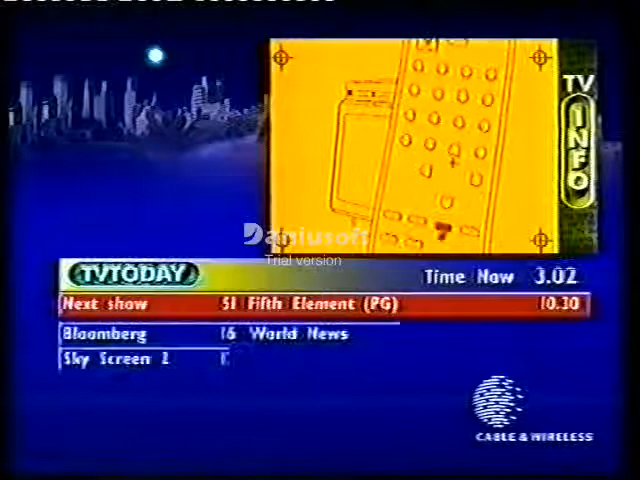 TV
INFO
Daniusoft
Trial version
TVTODAY Time Now 3.02
Next show 51 Fifth Element (PG) 10.30
Bloomberg 16 World News
Sky Screen 2
CABLE & WIRELESS